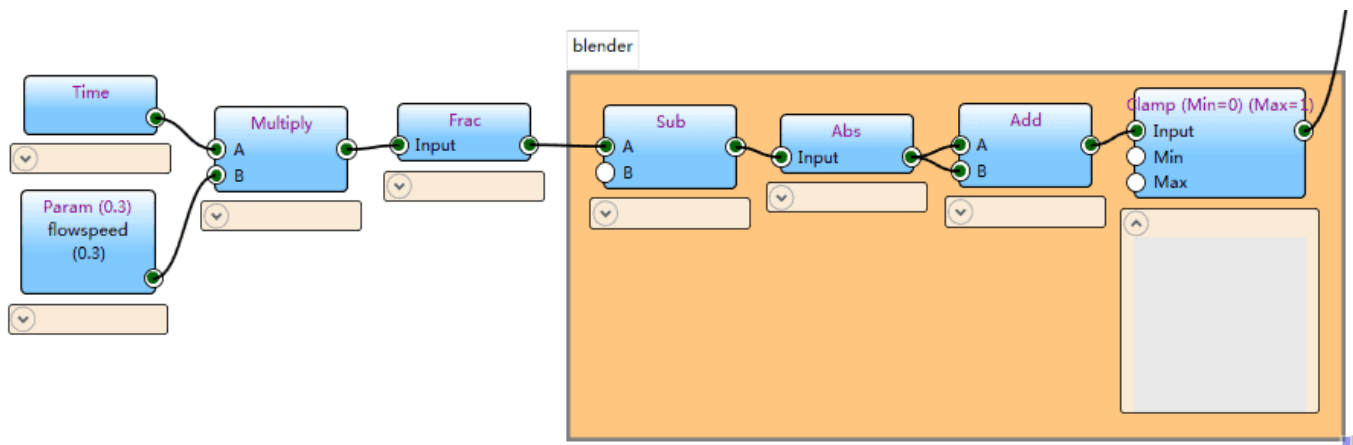 blender
Time
Multiply
A
B
Param (0.3)
flowspeed
(0.3)
Frac
Input
Sub
A
B
Abs
Input
Add
A
B
Clamp (Min=0) (Max=1)
Input
Min
Max